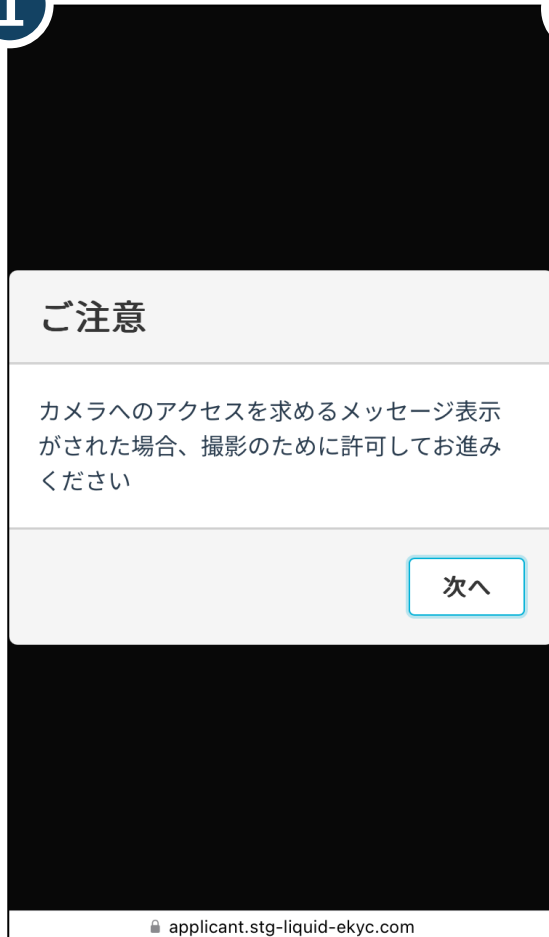 1
ご注意
カメラへのアクセスを求めるメッセージ表示
がされた場合、撮影のために許可してお進み
ください
次へ
applicant.stg-liquid-ekyc.com